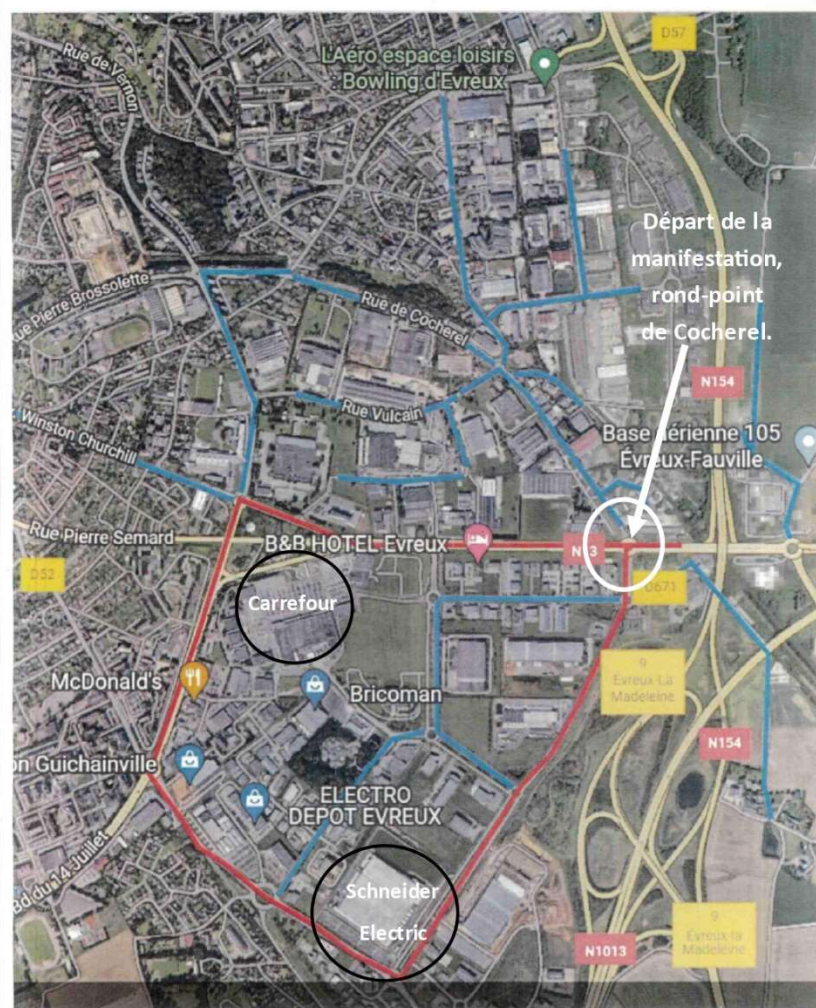 D57
Rue de Vernon
L'Aéro espace loisirs
: Bowling d'Evreux
Départ de la
manifestation,
rond-point
de Cocherel.
Rue Pierre Brossolette
Rue de Cocherel
N154
Rue Vulcain
Winston Churchill
Base aérienne 105
Évreux-Fauville
Rue Pierre Semard
B&B HOTEL Evreux
N13
D52
Carrefour
D671
McDonald's
9
Evreux-La
Madeleine
Bricoman
N154
on Guichainville
ELECTRO
DEPOT EVREUX
Bd du 14 Juillet
Schneider
Electric
9
Evreux-la
Madeleine
N1013